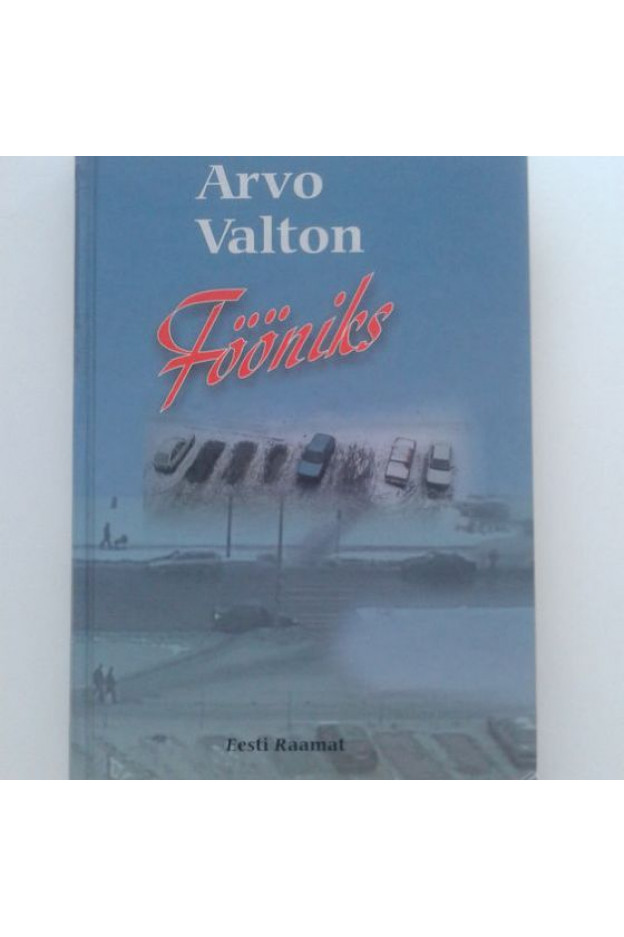 Arvo
Valton
Fööniks
Eesti Raamat